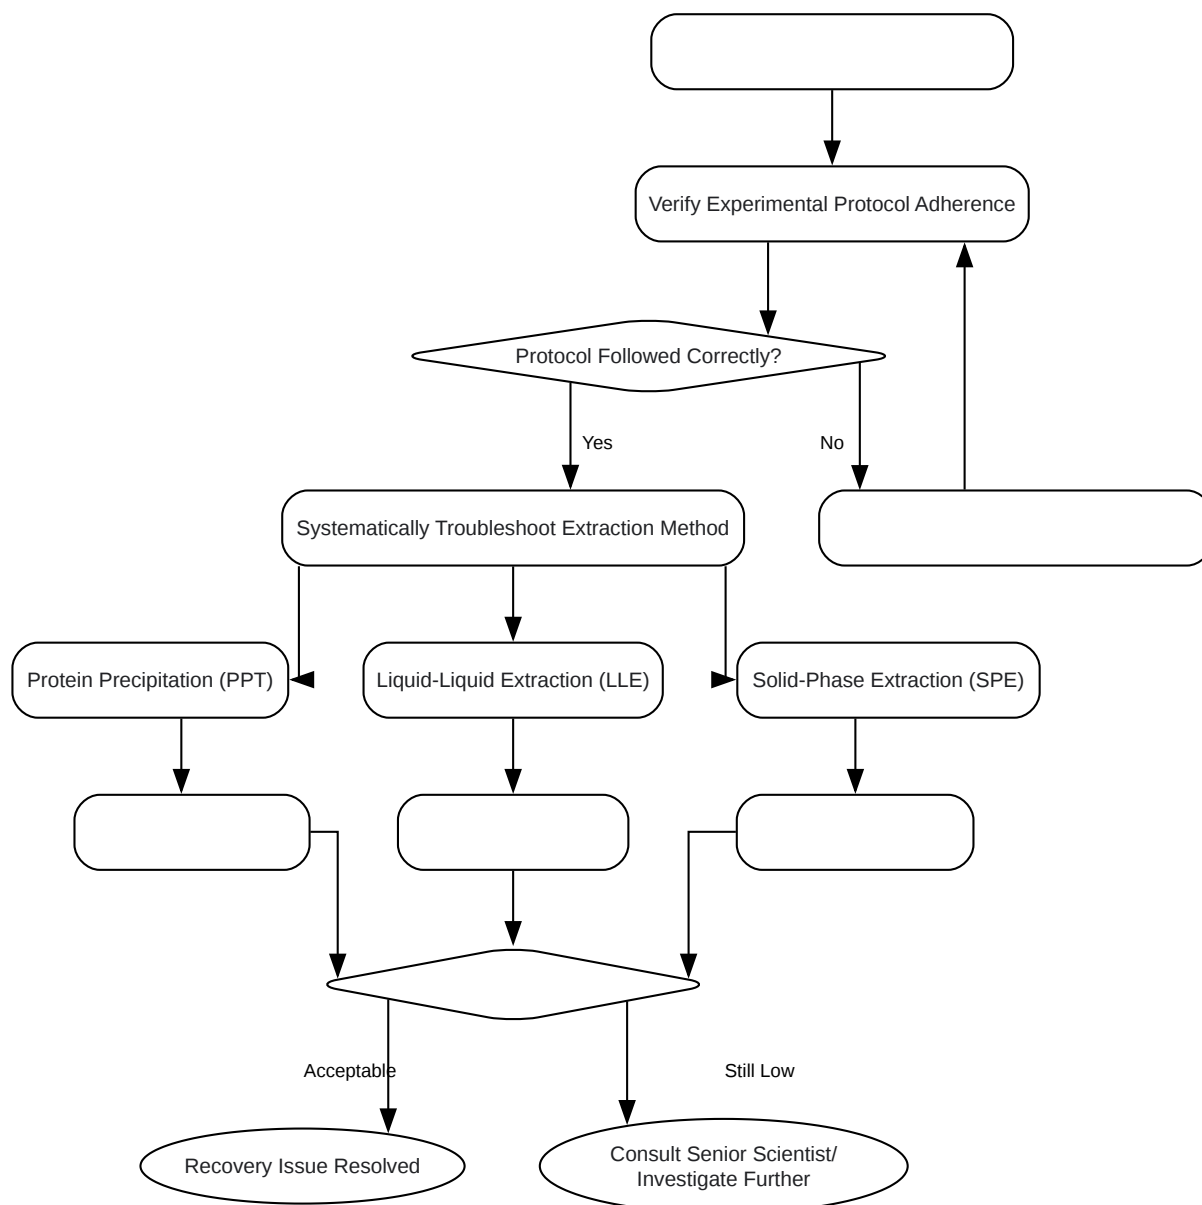 Verify Experimental Protocol Adherence
Protocol Followed Correctly?
Yes
No
Systematically Troubleshoot Extraction Method
Protein Precipitation (PPT)
Liquid-Liquid Extraction (LLE)
Solid-Phase Extraction (SPE)
Acceptable
Still Low
Recovery Issue Resolved
Consult Senior Scientist/
Investigate Further